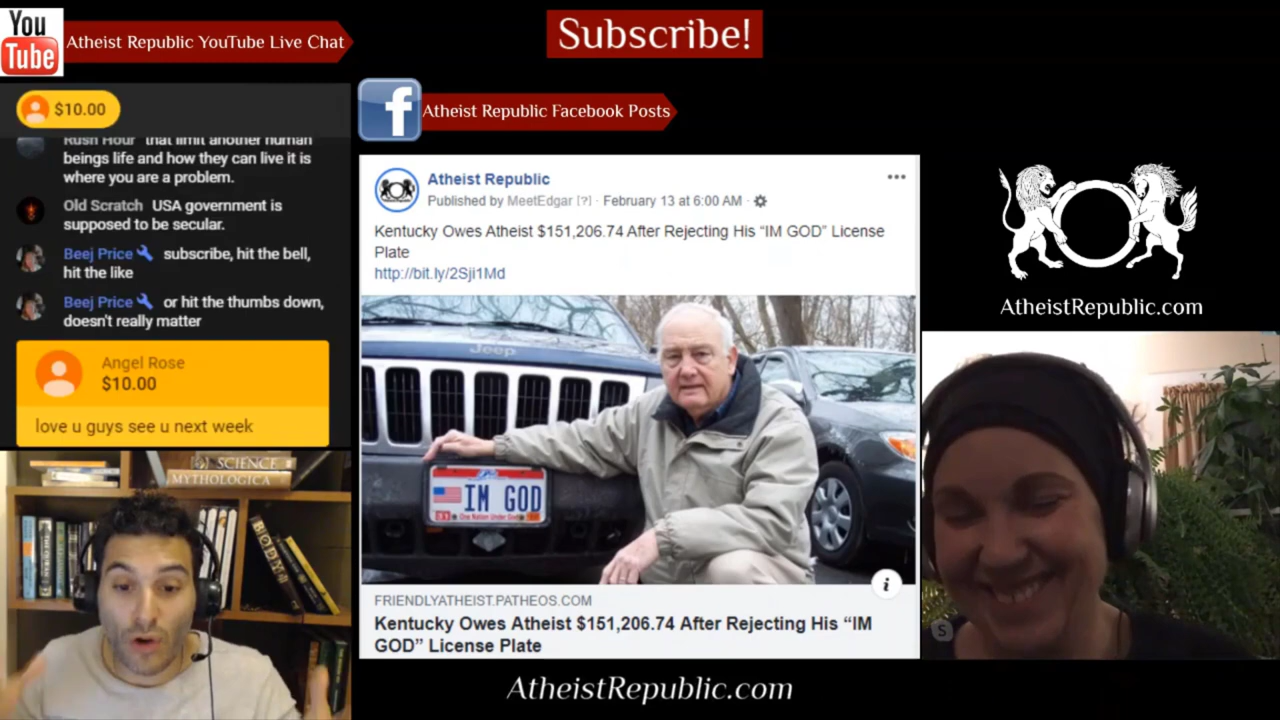 You
Tube
Atheist Republic YouTube Live Chat
Subscribe!
$10.00
Rush Hour that limit another human
beings life and how they can live it is
where you are a problem.
Old Scratch USA government is
supposed to be secular.
Beej Price subscribe, hit the bell,
hit the like
Beej Price or hit the thumbs down,
doesn't really matter
Angel Rose
$10.00
love u guys see u next week
f
Atheist Republic Facebook Posts
Atheist Republic
Published by MeetEdgar [?] · February 13 at 6:00 AM ·
Kentucky Owes Atheist $151,206.74 After Rejecting His “IM GOD” License
Plate
http://bit.ly/2Sji1Md
Jeep
IM GOD
One Nation Under God
i
FRIENDLYATHEIST.PATHEOS.COM
Kentucky Owes Atheist $151,206.74 After Rejecting His “IM
GOD” License Plate
AtheistRepublic.com
S
SCIENCE
MYTHOLOGICA
BODY
AtheistRepublic.com